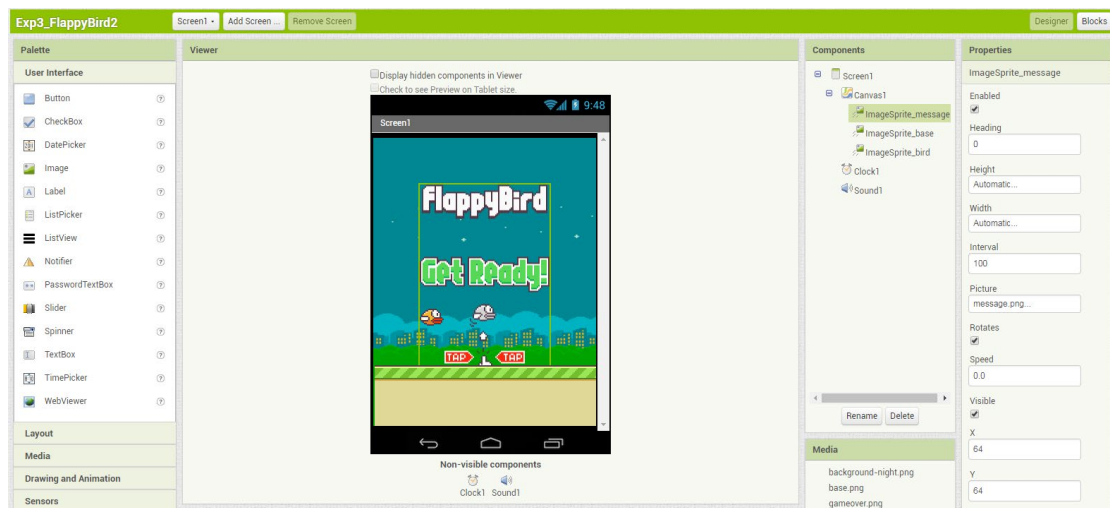 Exp3_FlappyBird2 Screen1 Add Screen ... Remove Screen Designer Blocks
Palette
User Interface
Button
CheckBox
DatePicker
Image
Label
ListPicker
ListView
Notifier
PasswordTextBox
Slider
Spinner
TextBox
TimePicker
WebViewer
Layout
Media
Drawing and Animation
Sensors
Viewer
Display hidden components in Viewer
Check to see Preview on Tablet size.
9:48
Screen1
FlappyBird
Get Ready!
TAP TAP
Non-visible components
Clock1 Sound1
Components
Screen1
Canvas1
ImageSprite_message
ImageSprite_base
ImageSprite_bird
Clock1
Sound1
Rename Delete
Media
background-night.png
base.png
gameover.png
Properties
ImageSprite_message
Enabled
Heading
0
Height
Automatic...
Width
Automatic...
Interval
100
Picture
message.png...
Rotates
Speed
0.0
Visible
X
64
Y
64